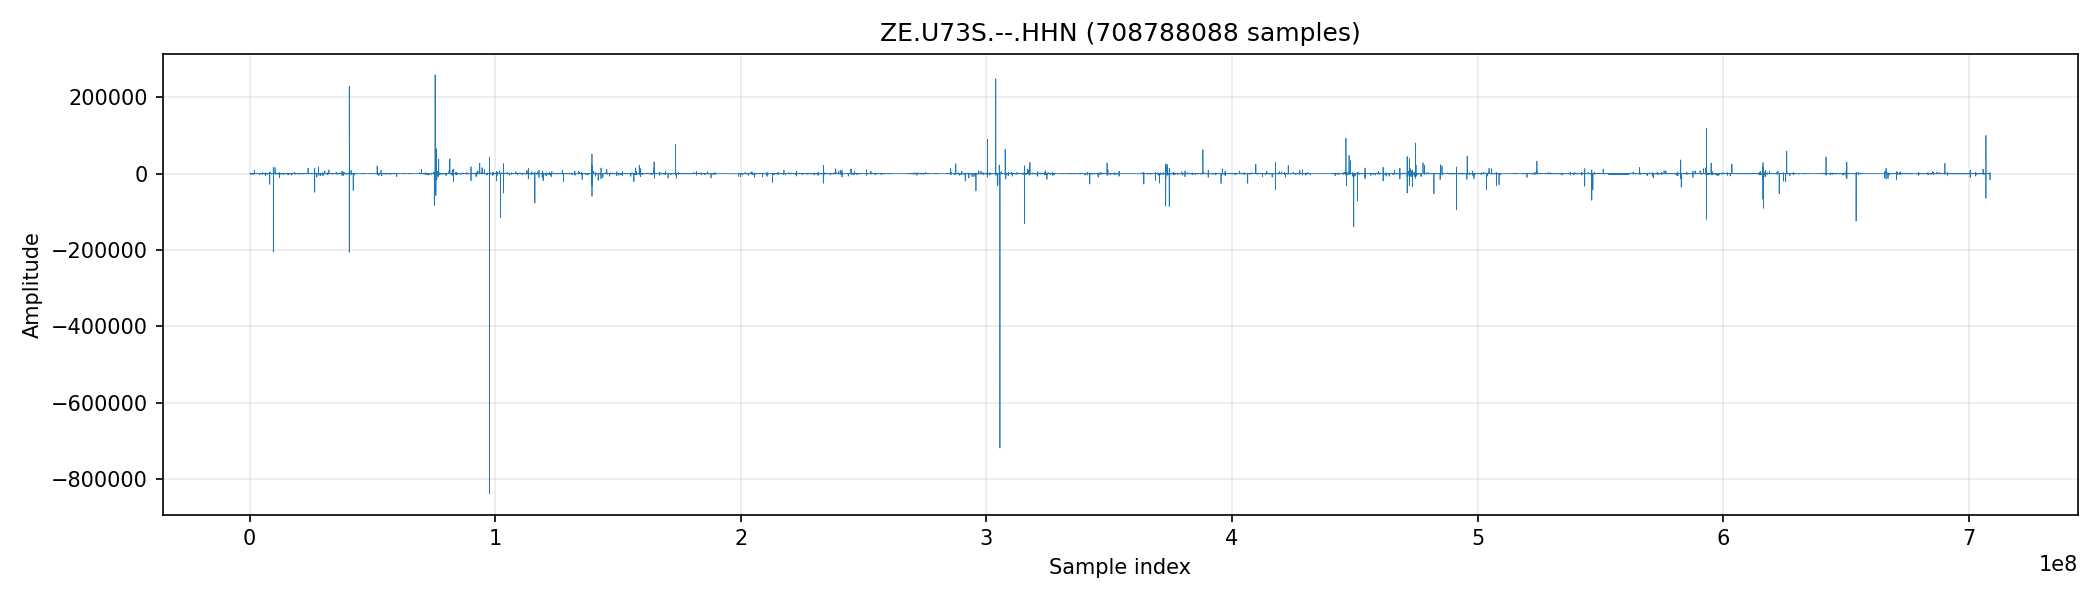 ZE.U73S.--.HHN (708788088 samples)
200000
0
−200000
−400000
−600000
−800000
Amplitude
0 1 2 3 4 5 6 7
1e8
Sample index